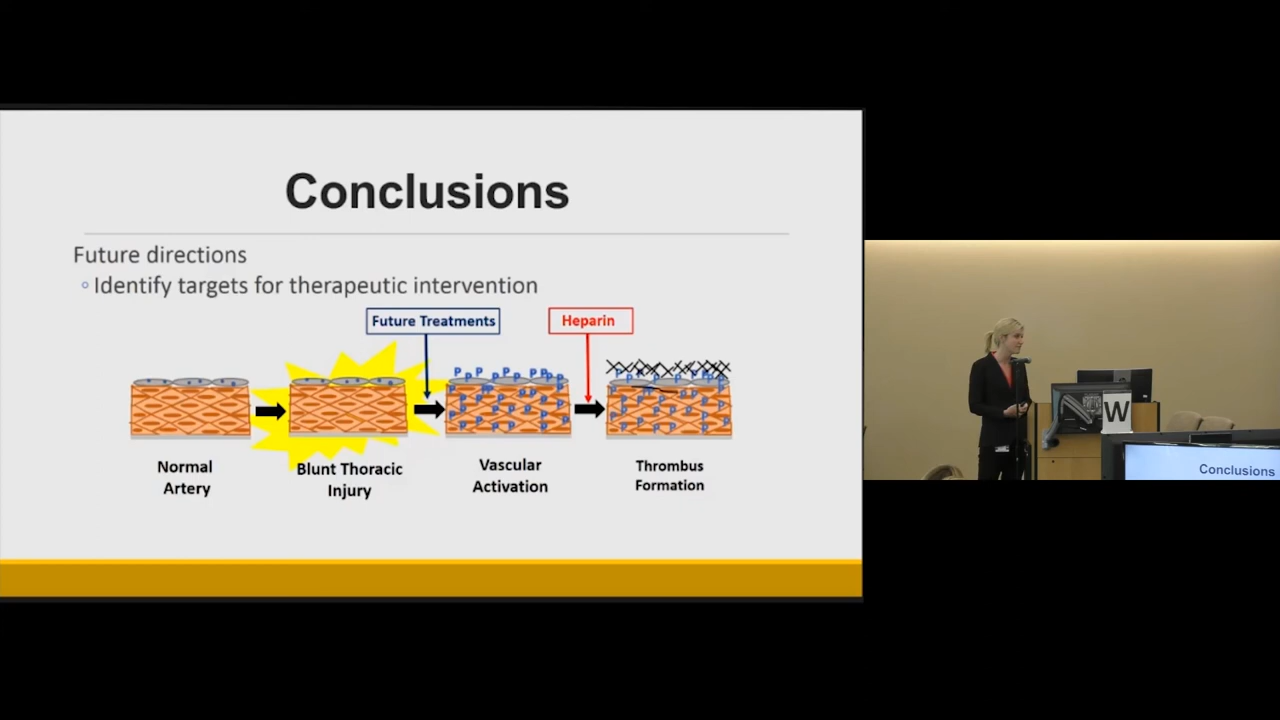 Conclusions
Future directions
Identify targets for therapeutic intervention
Future Treatments
Heparin
Normal
Artery
Blunt Thoracic
Injury
Vascular
Activation
Thrombus
Formation
W
Conclusions